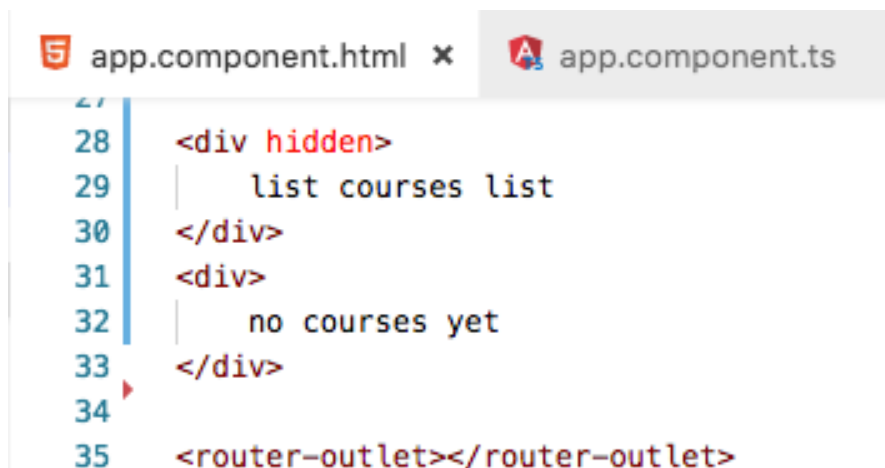 app.component.html × app.component.ts
27
28 <div hidden>
29 list courses list
30 </div>
31 <div>
32 no courses yet
33 </div>
34
35 <router-outlet></router-outlet>